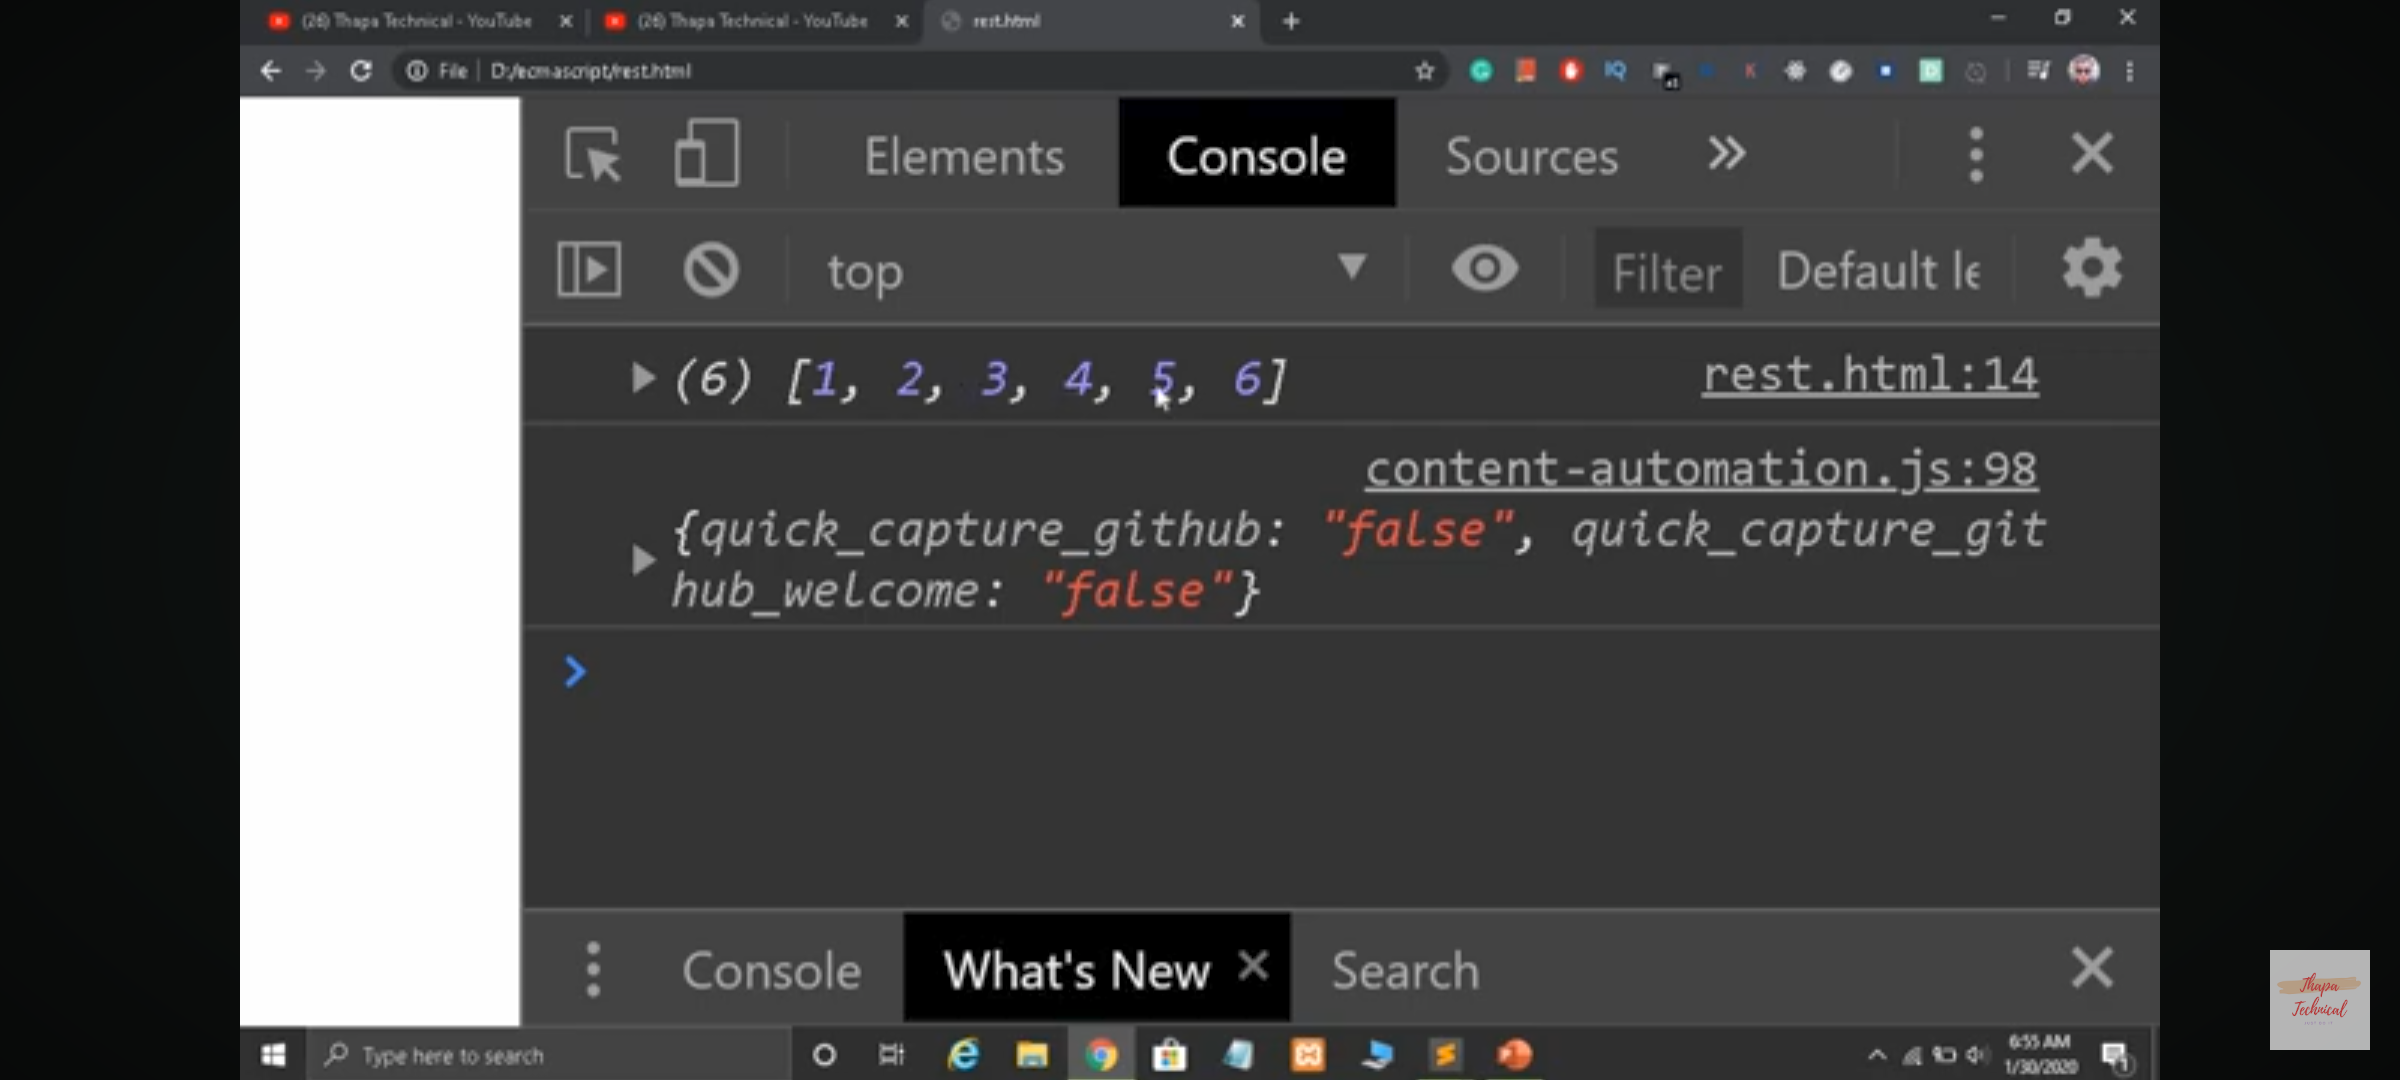 (26) Thapa Technical - YouTube
(26) Thapa Technical - YouTube
rest.html
File
D:/ecmascript/rest.html
Elements
Console
Sources
top
Filter
Default le
(6) [1, 2, 3, 4, 5, 6]
rest.html:14
content-automation.js:98
{quick_capture_github: "false", quick_capture_git
hub_welcome: "false"}
Console
What's New
Search
Type here to search
6:55 AM
1/30/2020
Thapa
Technical